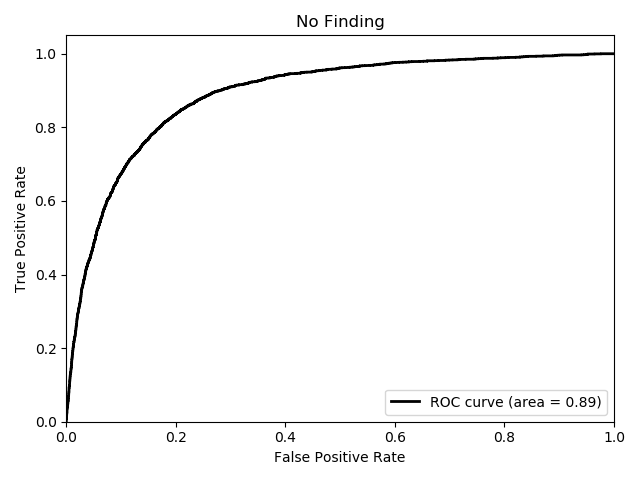 No Finding
1.0
0.8
0.6
0.4
0.2
0.0
True Positive Rate
ROC curve (area = 0.89)
0.0 0.2 0.4 0.6 0.8 1.0
False Positive Rate